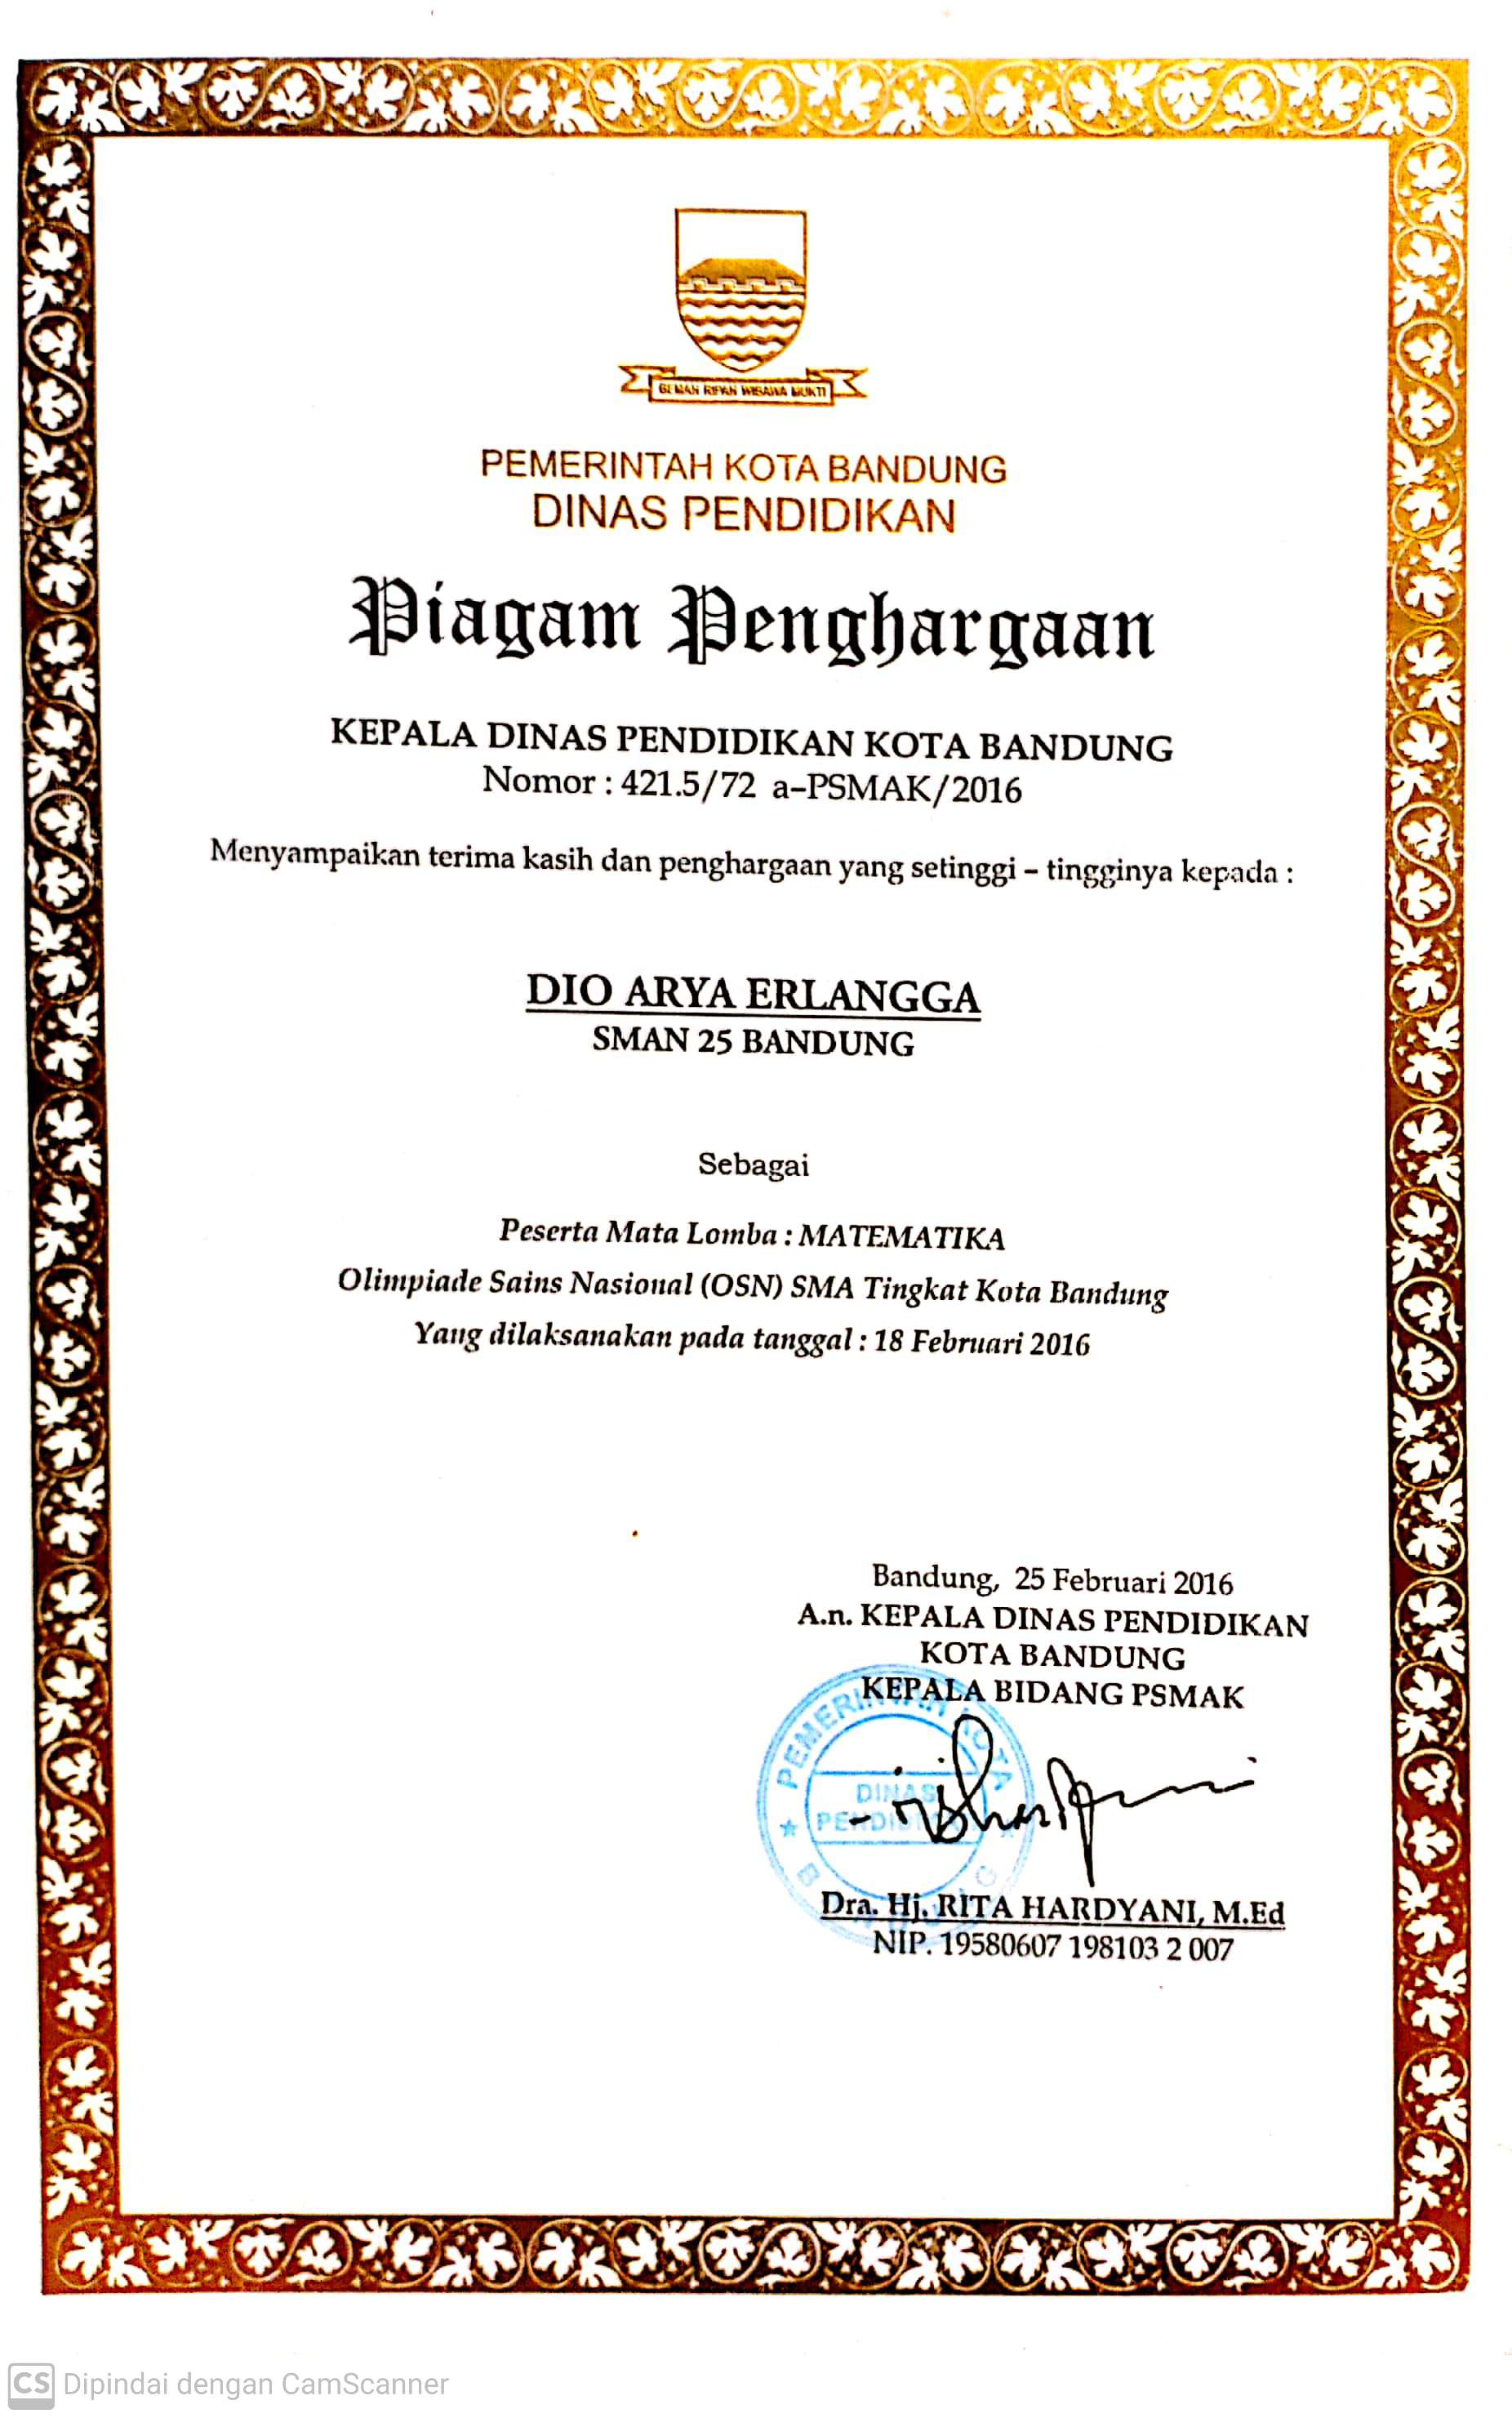 GEMAH RIPAH WIBAWA MUKTI
PEMERINTAH KOTA BANDUNG
DINAS PENDIDIKAN
Piagam Penghargaan
KEPALA DINAS PENDIDIKAN KOTA BANDUNG
Nomor : 421.5/72 a-PSMAK/2016
Menyampaikan terima kasih dan penghargaan yang setinggi – tingginya kepada :
DIO ARYA ERLANGGA
SMAN 25 BANDUNG
Sebagai
Peserta Mata Lomba : MATEMATIKA
Olimpiade Sains Nasional (OSN) SMA Tingkat Kota Bandung
Yang dilaksanakan pada tanggal : 18 Februari 2016
Bandung, 25 Februari 2016
A.n. KEPALA DINAS PENDIDIKAN
KOTA BANDUNG
KEPALA BIDANG PSMAK
PEMERINTAH KOTA
DINAS
PENDIDIKAN
BANDUNG
Dra. Hj. RITA HARDYANI, M.Ed
NIP. 19580607 198103 2 007
CS Dipindai dengan CamScanner